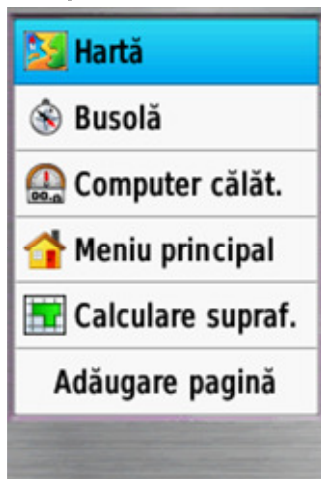 Hartă
Busolă
Computer călăt.
Meniu principal
Calculare supraf.
Adăugare pagină